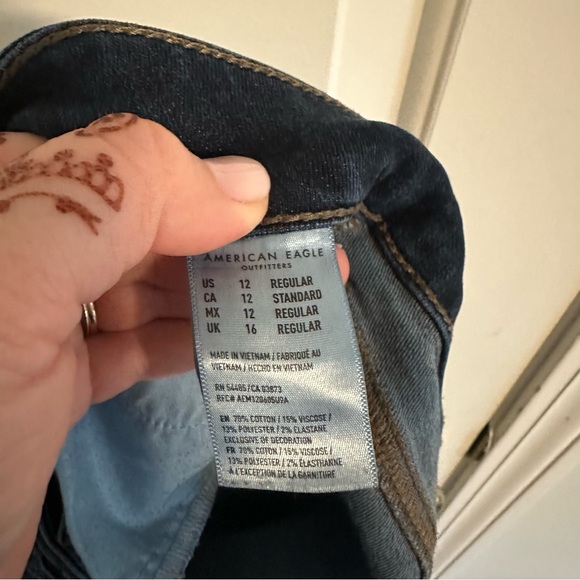 AMERICAN EAGLE
OUTFITTERS
US 12 REGULAR
CA 12 STANDARD
MX 12 REGULAR
UK 16 REGULAR
MADE IN VIETNAM / FABRIQUÉ AU
VIETNAM / HECHO EN VIETNAM
RN 54485/CA 03873
REC# AEM120605U9A
EN 70% COTTON / 15% VISCOSE /
13% POLYESTER / 2% ELASTANE
EXCLUSIVE OF DECORATION
FR 70% COTON / 15% VISCOSE /
13% POLYESTER / 2% ÉLASTHANNE
À L'EXCEPTION DE LA GARNITURE